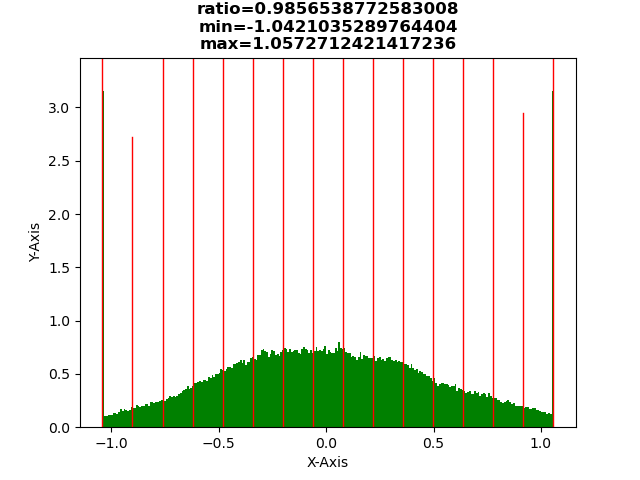 ratio=0.9856538772583008
min=-1.0421035289764404
max=1.0572712421417236
3.0
2.5
2.0
1.5
1.0
0.5
0.0
Y-Axis
−1.0
−0.5
0.0
0.5
1.0
X-Axis